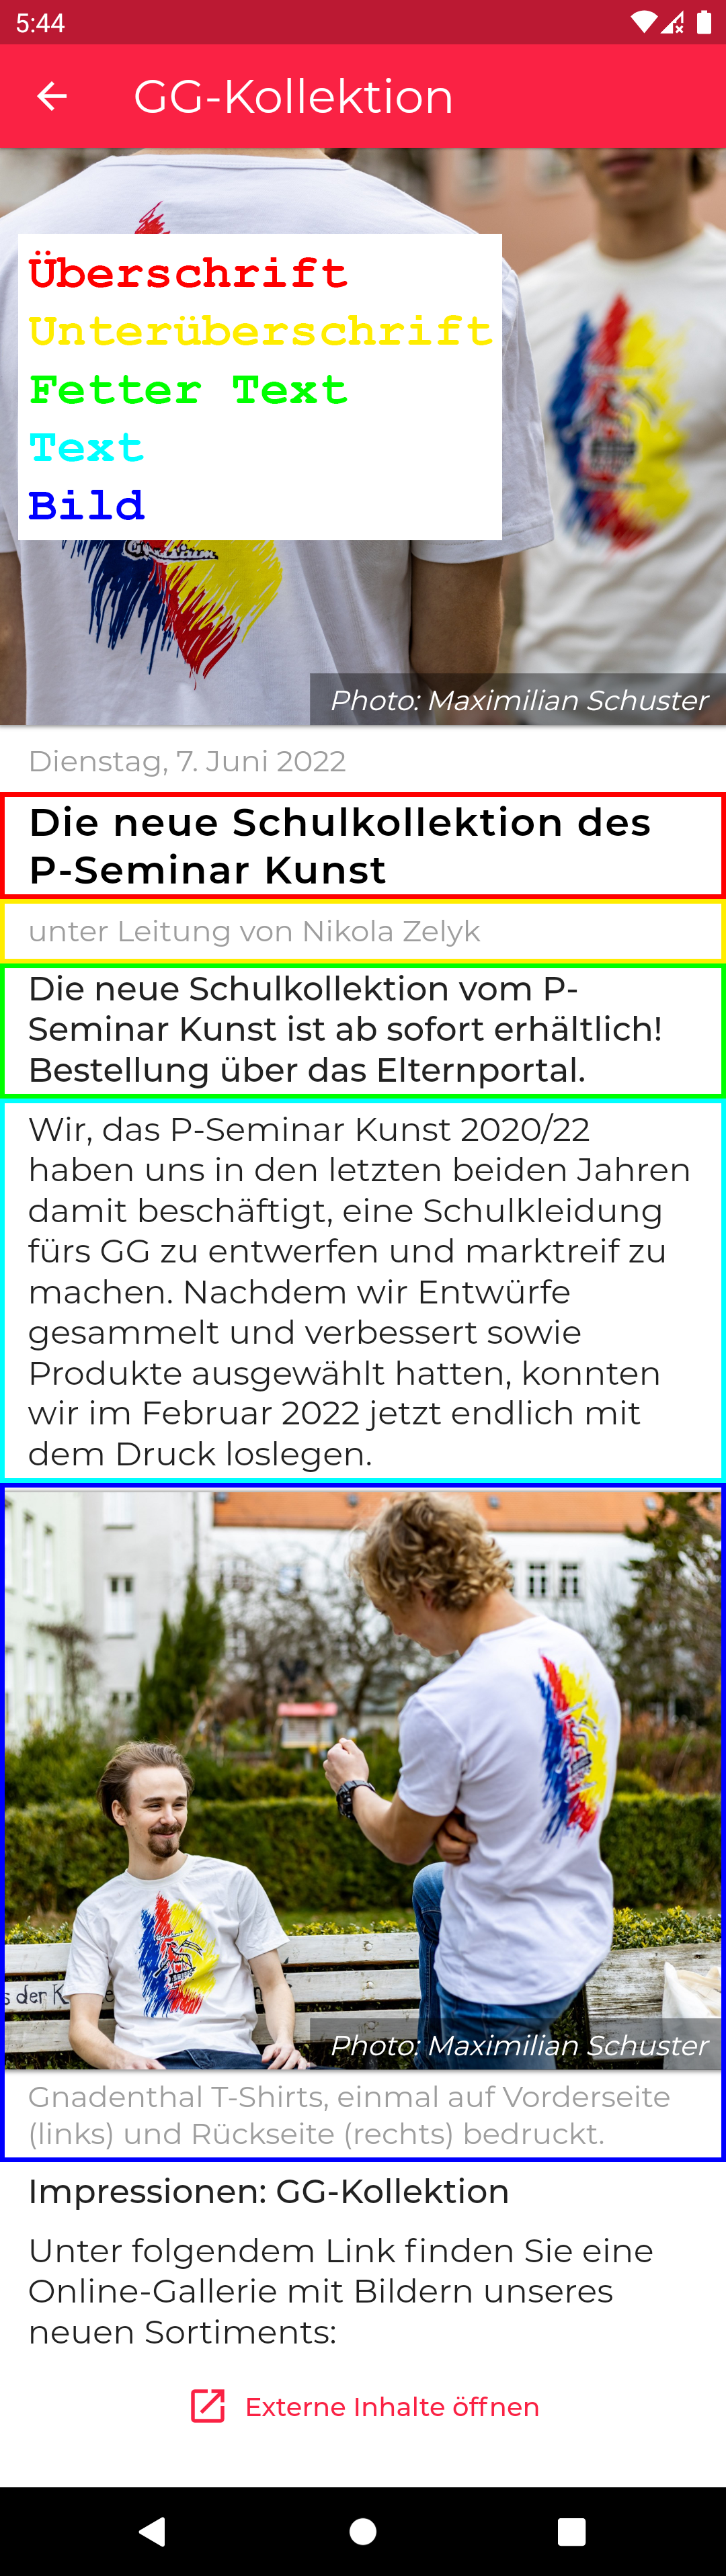 5:44
GG-Kollektion
Überschrift
Unterüberschrift
Fetter Text
Text
Bild
Photo: Maximilian Schuster
Dienstag, 7. Juni 2022
Die neue Schulkollektion des
P-Seminar Kunst
unter Leitung von Nikola Zelyk
Die neue Schulkollektion vom P-
Seminar Kunst ist ab sofort erhältlich!
Bestellung über das Elternportal.
Wir, das P-Seminar Kunst 2020/22
haben uns in den letzten beiden Jahren
damit beschäftigt, eine Schulkleidung
fürs GG zu entwerfen und marktreif zu
machen. Nachdem wir Entwürfe
gesammelt und verbessert sowie
Produkte ausgewählt hatten, konnten
wir im Februar 2022 jetzt endlich mit
dem Druck loslegen.
s der K
Photo: Maximilian Schuster
Gnadenthal T-Shirts, einmal auf Vorderseite
(links) und Rückseite (rechts) bedruckt.
Impressionen: GG-Kollektion
Unter folgendem Link finden Sie eine
Online-Gallerie mit Bildern unseres
neuen Sortiments:
Externe Inhalte öffnen